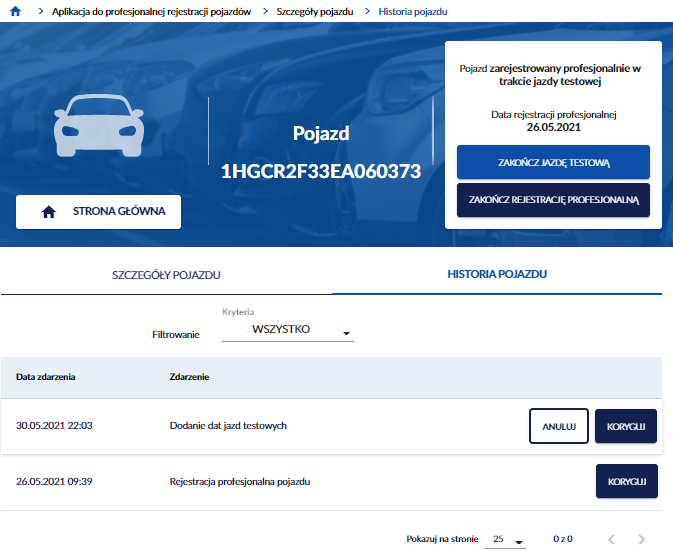 Aplikacja do profesjonalnej rejestracji pojazdów > Szczegóły pojazdu > Historia pojazdu
Pojazd zarejestrowany profesjonalnie w
trakcie jazdy testowej
Data rejestracji profesjonalnej
26.05.2021
ZAKOŃCZ JAZDĘ TESTOWĄ
ZAKOŃCZ REJESTRACJĘ PROFESJONALNĄ
Pojazd
1HGCR2F33EA060373
STRONA GŁÓWNA
SZCZEGÓŁY POJAZDU HISTORIA POJAZDU
Kryteria
Filtrowanie WSZYSTKO
Data zdarzenia Zdarzenie
30.05.2021 22:03 Dodanie dat jazd testowych ANULUJ KORYGUJ
26.05.2021 09:39 Rejestracja profesjonalna pojazdu KORYGUJ
Pokazuj na stronie 25 0 z 0